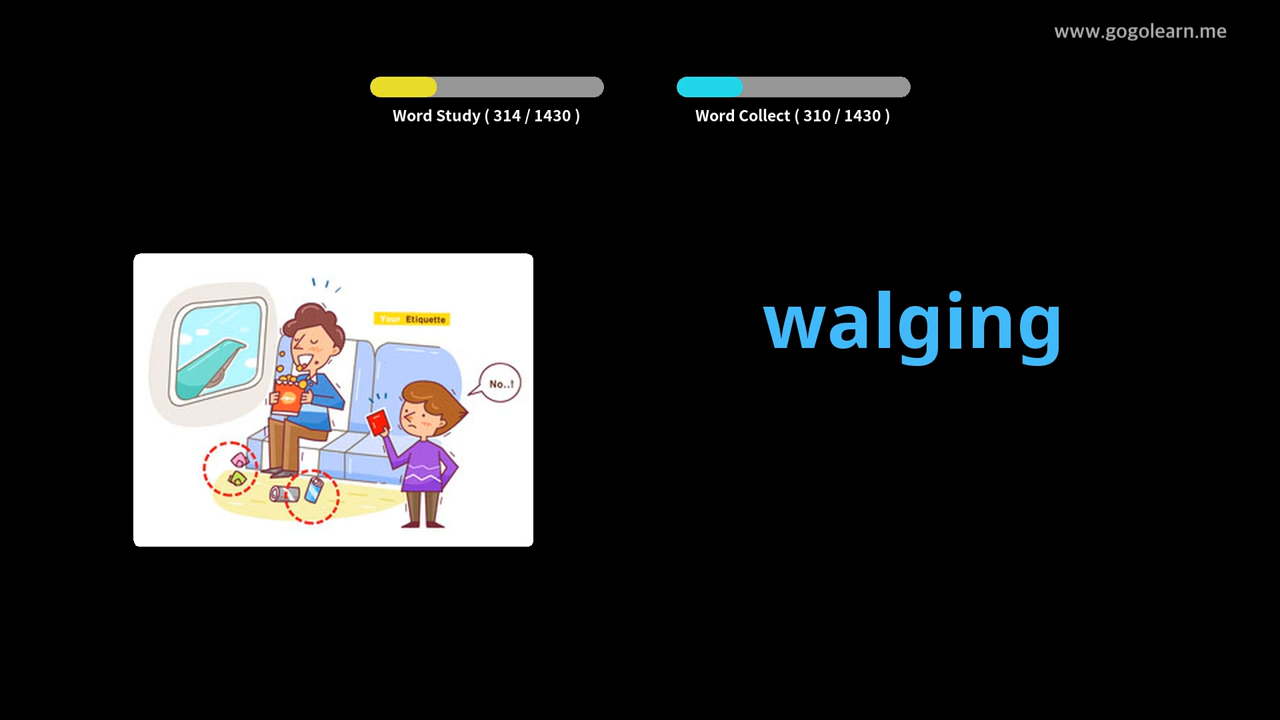 www.gogolearn.me
Word Study ( 314 / 1430 )
Word Collect ( 310 / 1430 )
Your Etiquette
No..!
walging